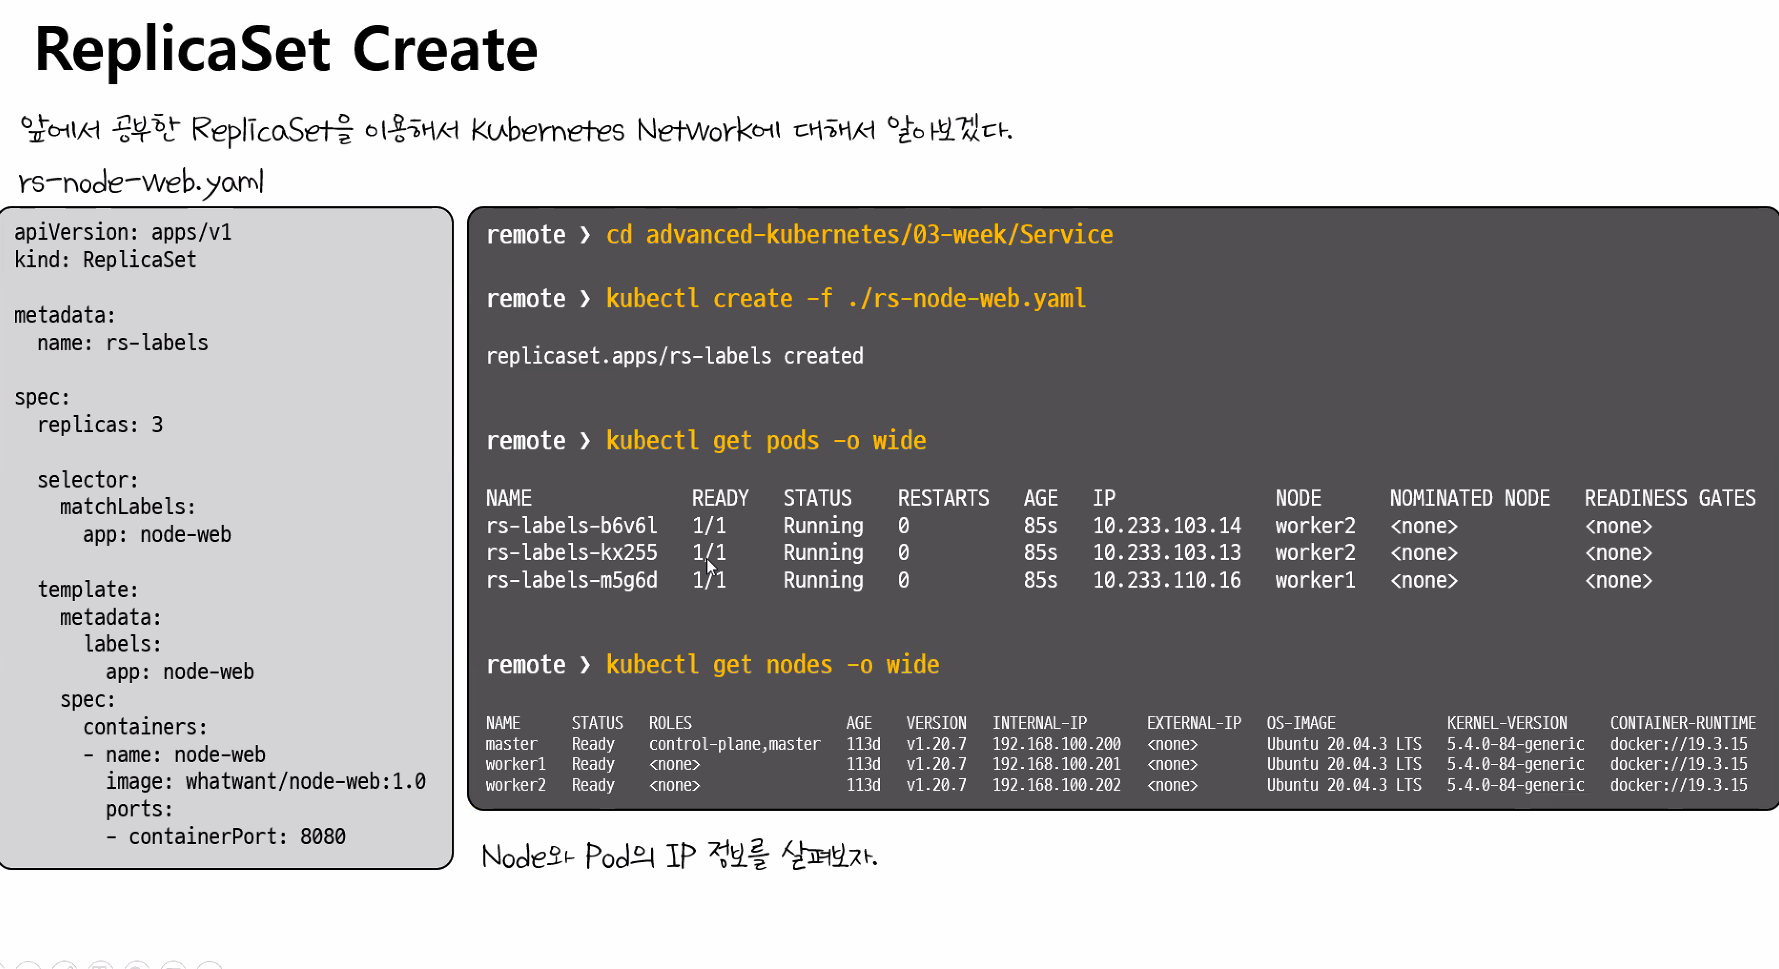 ReplicaSet Create
앞에서 공부한 ReplicaSet을 이용해서 Kubernetes Network에 대해서 알아보겠다.
rs-node-web.yaml
apiVersion: apps/v1
kind: ReplicaSet
metadata:
  name: rs-labels
spec:
  replicas: 3
  selector:
    matchLabels:
      app: node-web
  template:
    metadata:
      labels:
        app: node-web
    spec:
      containers:
      - name: node-web
        image: whatwant/node-web:1.0
        ports:
        - containerPort: 8080
remote ❯ cd advanced-kubernetes/03-week/Service
remote ❯ kubectl create -f ./rs-node-web.yaml
replicaset.apps/rs-labels created
remote ❯ kubectl get pods -o wide
NAME READY STATUS RESTARTS AGE IP NODE NOMINATED NODE READINESS GATES
rs-labels-b6v6l 1/1 Running 0 85s 10.233.103.14 worker2 <none> <none>
rs-labels-kx255 1/1 Running 0 85s 10.233.103.13 worker2 <none> <none>
rs-labels-m5g6d 1/1 Running 0 85s 10.233.110.16 worker1 <none> <none>
remote ❯ kubectl get nodes -o wide
NAME STATUS ROLES AGE VERSION INTERNAL-IP EXTERNAL-IP OS-IMAGE KERNEL-VERSION CONTAINER-RUNTIME
master Ready control-plane,master 113d v1.20.7 192.168.100.200 <none> Ubuntu 20.04.3 LTS 5.4.0-84-generic docker://19.3.15
worker1 Ready <none> 113d v1.20.7 192.168.100.201 <none> Ubuntu 20.04.3 LTS 5.4.0-84-generic docker://19.3.15
worker2 Ready <none> 113d v1.20.7 192.168.100.202 <none> Ubuntu 20.04.3 LTS 5.4.0-84-generic docker://19.3.15
Node와 Pod의 IP 정보를 살펴보자.